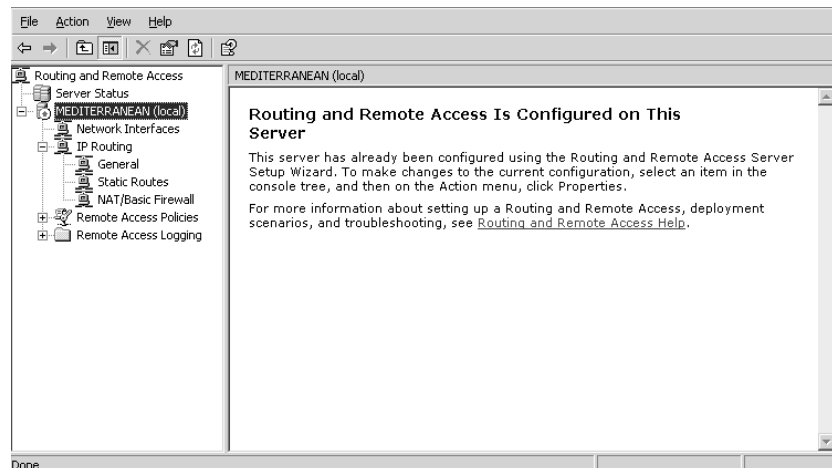 File Action View Help
Routing and Remote Access
Server Status
MEDITERRANEAN (local)
Network Interfaces
IP Routing
General
Static Routes
NAT/Basic Firewall
Remote Access Policies
Remote Access Logging
MEDITERRANEAN (local)
Routing and Remote Access Is Configured on This
Server
This server has already been configured using the Routing and Remote Access Server
Setup Wizard. To make changes to the current configuration, select an item in the
console tree, and then on the Action menu, click Properties.
For more information about setting up a Routing and Remote Access, deployment
scenarios, and troubleshooting, see Routing and Remote Access Help.
Done